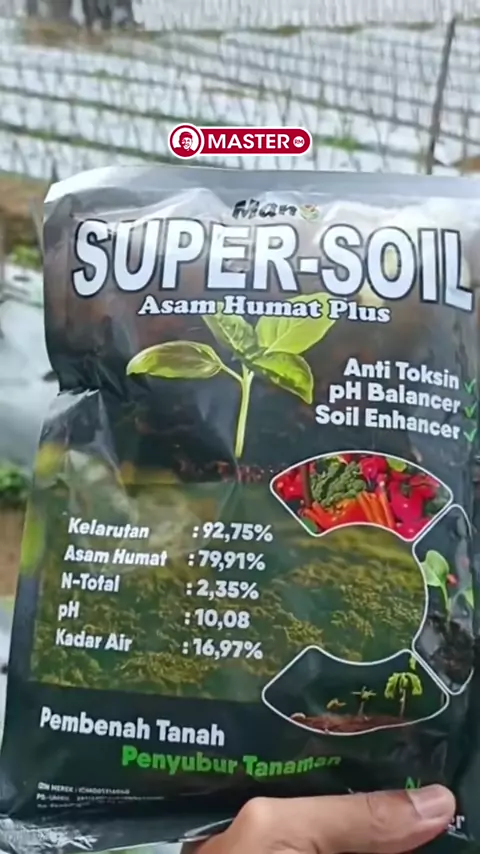 MASTER
SUPER-SOIL
Asam Humat Plus
Anti Toksin
pH Balancer
Soil Enhancer
Kelarutan : 92,75%
Asam Humat : 79,91%
N-Total : 2,35%
pH : 10,08
Kadar Air : 16,97%
Pembenah Tanah
Penyubur Tanaman